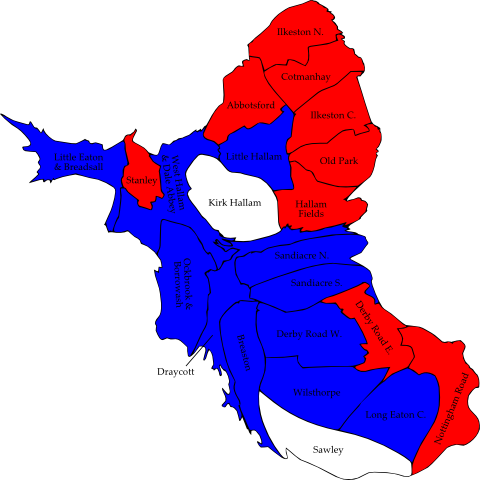 Ilkeston N.
Cotmanhay
Abbotsford
Ilkeston C.
Little Eaton
& Breadsall
Stanley
West Hallam
& Dale Abbey
Little Hallam
Old Park
Kirk Hallam
Hallam
Fields
Ockbrook &
Borrowash
Sandiacre N.
Sandiacre S.
Derby Road W.
Derby Road E.
Draycott
Breaston
Wilsthorpe
Long Eaton C.
Nottingham Road
Sawley